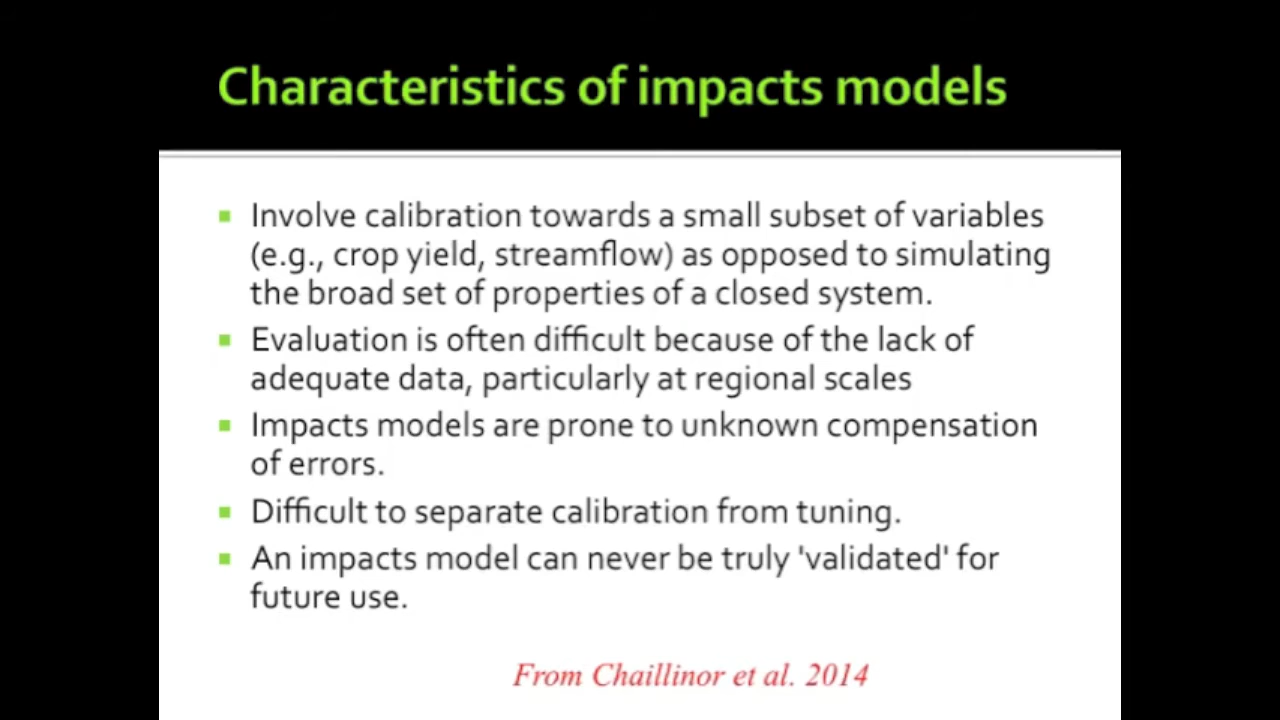 Characteristics of impacts models
Involve calibration towards a small subset of variables
(e.g., crop yield, streamflow) as opposed to simulating
the broad set of properties of a closed system.
Evaluation is often difficult because of the lack of
adequate data, particularly at regional scales
Impacts models are prone to unknown compensation
of errors.
Difficult to separate calibration from tuning.
An impacts model can never be truly 'validated' for
future use.
From Chaillinor et al. 2014